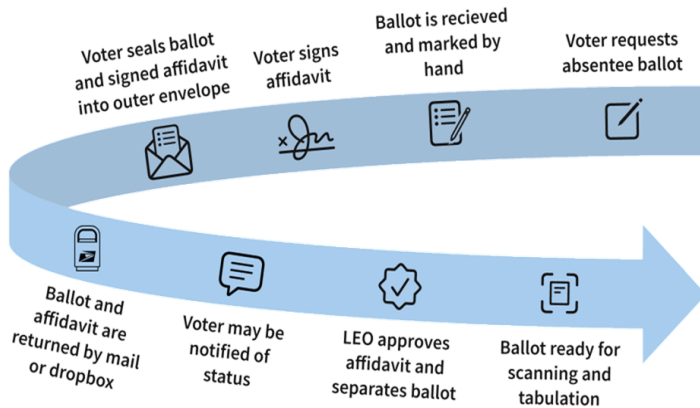 Voter seals ballot
and signed affidavit
into outer envelope
Voter signs
affidavit
Ballot is recieved
and marked by
hand
Voter requests
absentee ballot
Ballot and
affidavit are
returned by mail
or dropbox
Voter may be
notified of
status
LEO approves
affidavit and
separates ballot
Ballot ready for
scanning and
tabulation